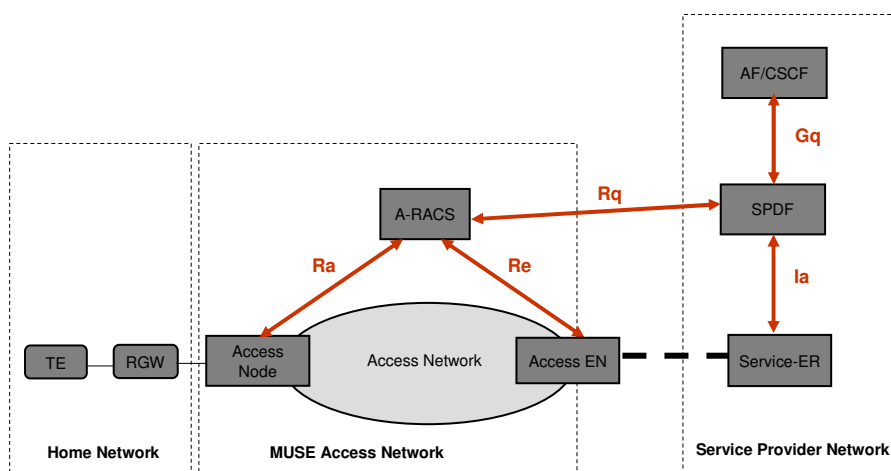 AF/CSCF
Gq
Rq
A-RACS
SPDF
Ra
Re
Ia
TE
RGW
Access
Node
Access Network
Access EN
Service-ER
Home Network
MUSE Access Network
Service Provider Network